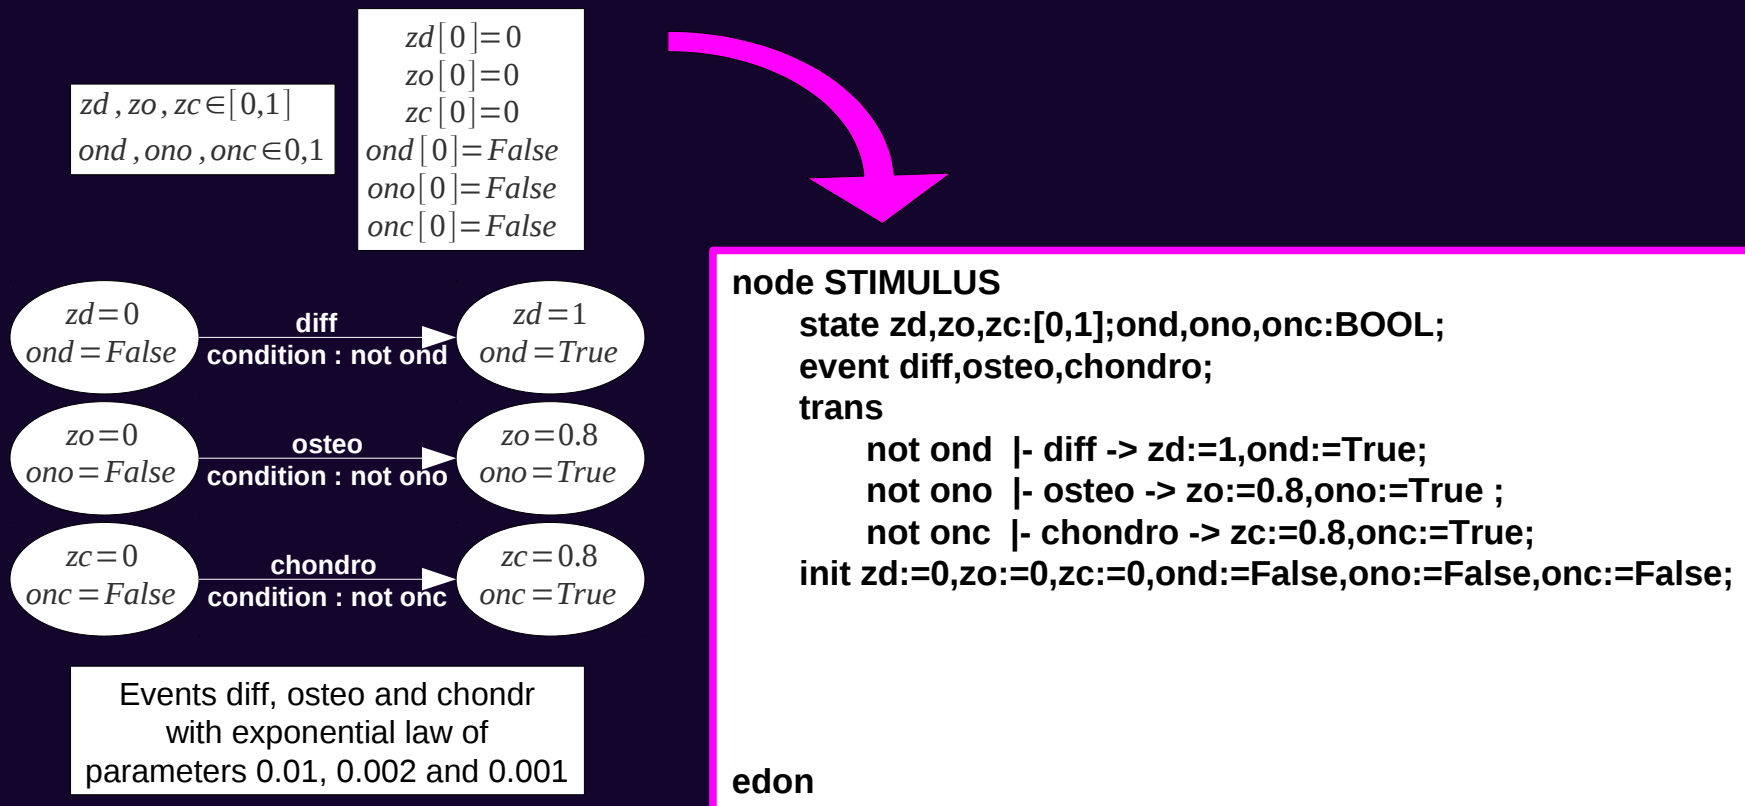 zd, zo, zc∈[0,1]
ond, ono, onc∈0,1
zd[0]=0
zo[0]=0
zc[0]=0
ond[0]=False
ono[0]=False
onc[0]=False
zd=0
ond=False
diff
condition : not ond
zd=1
ond=True
zo=0
ono=False
osteo
condition : not ono
zo=0.8
ono=True
zc=0
onc=False
chondro
condition : not onc
zc=0.8
onc=True
Events diff, osteo and chondr
with exponential law of
parameters 0.01, 0.002 and 0.001
node STIMULUS
state zd,zo,zc:[0,1];ond,ono,onc:BOOL;
event diff,osteo,chondro;
trans
not ond |- diff -> zd:=1,ond:=True;
not ono |- osteo -> zo:=0.8,ono:=True ;
not onc |- chondro -> zc:=0.8,onc:=True;
init zd:=0,zo:=0,zc:=0,ond:=False,ono:=False,onc:=False;
edon